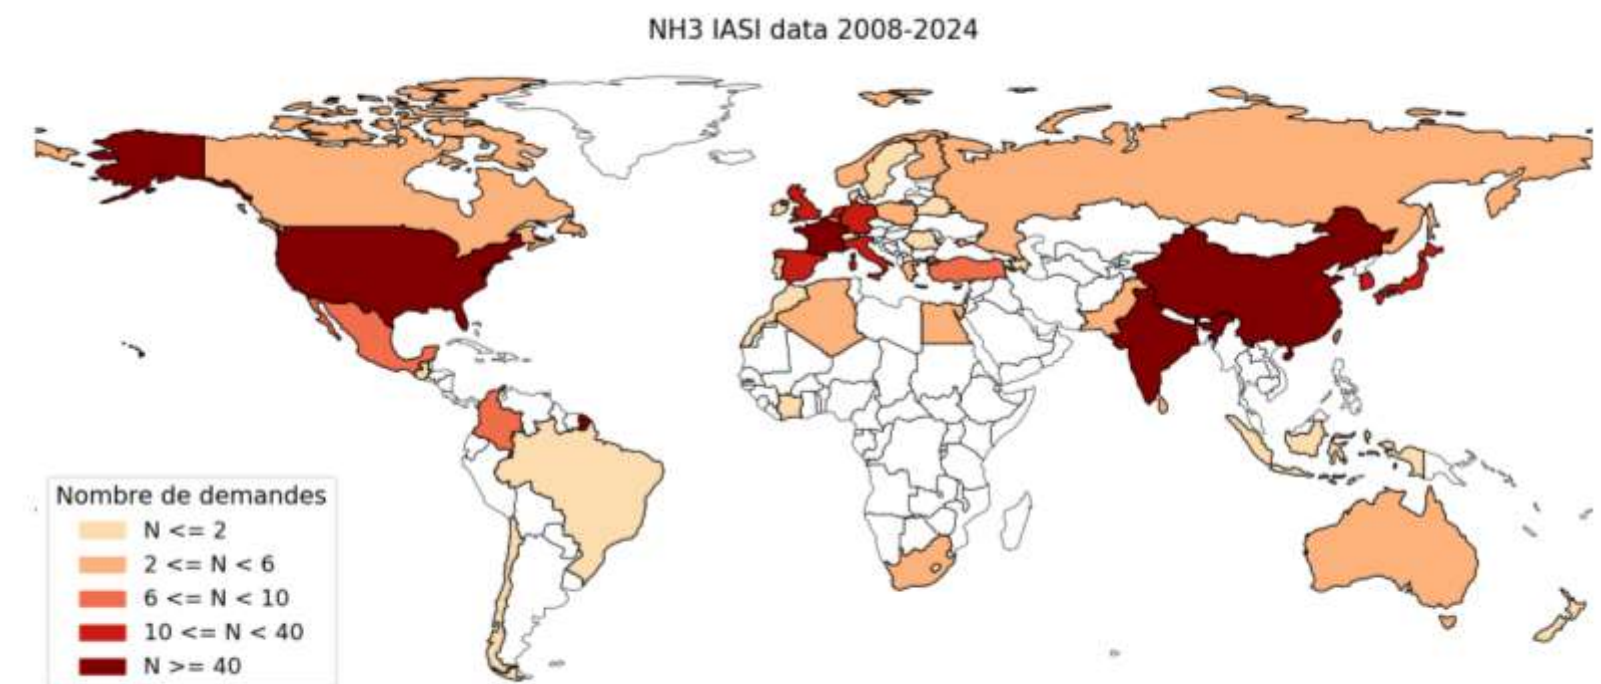 NH3 IASI data 2008-2024
Nombre de demandes
N <= 2
2 <= N < 6
6 <= N < 10
10 <= N < 40
N >= 40